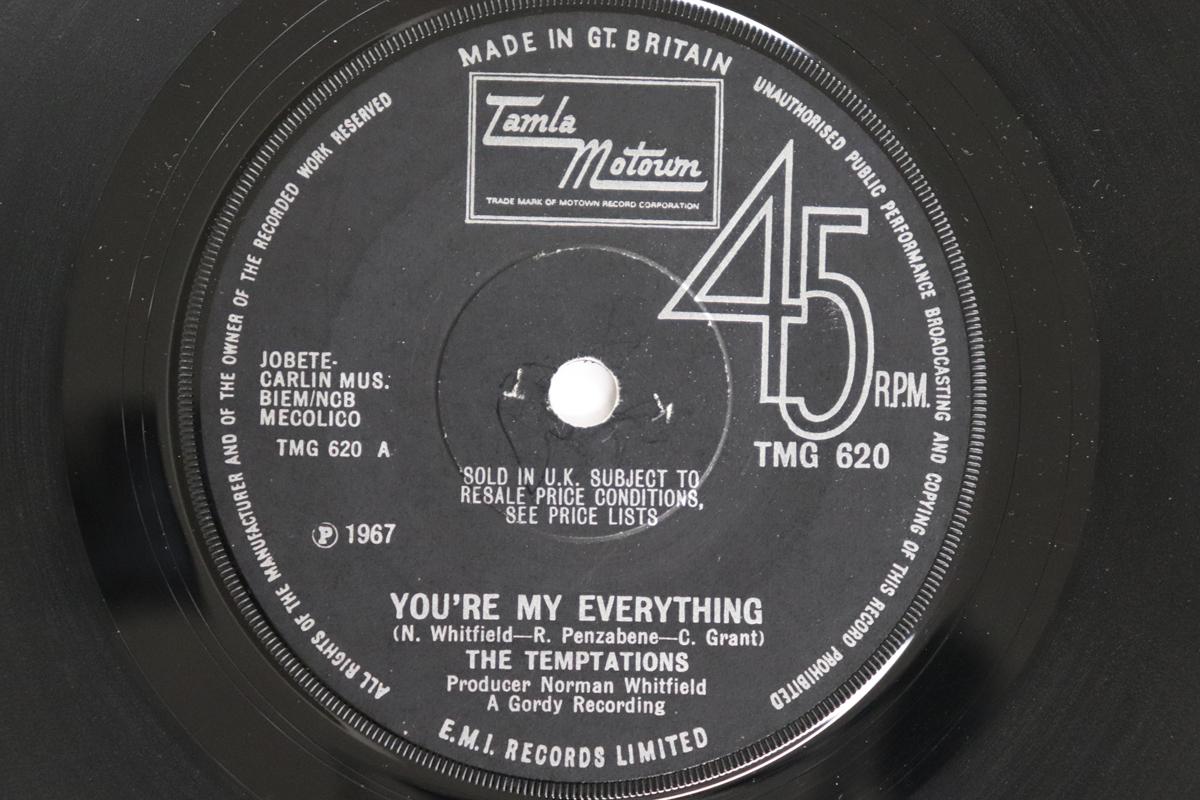 MADE IN GT. BRITAIN
Tamla
Motown
TRADE MARK OF MOTOWN RECORD CORPORATION
UNAUTHORISED PUBLIC PERFORMANCE BROADCASTING AND COPYING OF THIS RECORD PROHIBITED
ALL RIGHTS OF THE MANUFACTURER AND OF THE OWNER OF THE RECORDED WORK RESERVED
45
R.P.M.
TMG 620
JOBETE-
CARLIN MUS.
BIEM/NCB
MECOLICO
TMG 620 A
SOLD IN U.K. SUBJECT TO
RESALE PRICE CONDITIONS,
SEE PRICE LISTS
Ⓟ 1967
YOU'RE MY EVERYTHING
(N. Whitfield—R. Penzabene—C. Grant)
THE TEMPTATIONS
Producer Norman Whitfield
A Gordy Recording
E.M.I. RECORDS LIMITED